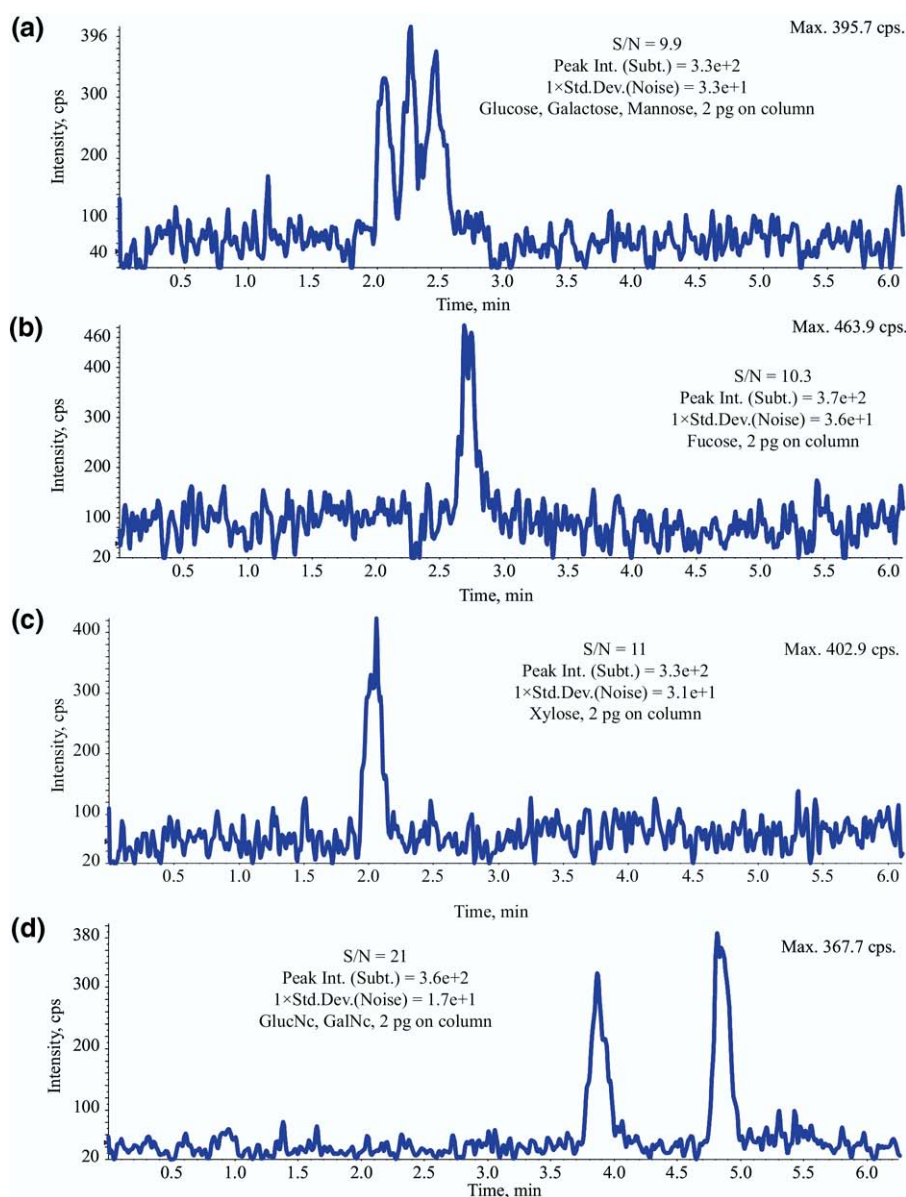 (a)
Max. 395.7 cps.
S/N = 9.9
Peak Int. (Subt.) = 3.3e+2
1×Std.Dev.(Noise) = 3.3e+1
Glucose, Galactose, Mannose, 2 pg on column
Intensity, cps
396
300
200
100
40
0.5 1.0 1.5 2.0 2.5 3.0 3.5 4.0 4.5 5.0 5.5 6.0
Time, min
(b)
Max. 463.9 cps.
S/N = 10.3
Peak Int. (Subt.) = 3.7e+2
1×Std.Dev.(Noise) = 3.6e+1
Fucose, 2 pg on column
Intensity, cps
460
400
300
200
100
20
0.5 1.0 1.5 2.0 2.5 3.0 3.5 4.0 4.5 5.0 5.5 6.0
Time, min
(c)
Max. 402.9 cps.
S/N = 11
Peak Int. (Subt.) = 3.3e+2
1×Std.Dev.(Noise) = 3.1e+1
Xylose, 2 pg on column
Intensity, cps
400
300
200
100
20
0.5 1.0 1.5 2.0 2.5 3.0 3.5 4.0 4.5 5.0 5.5 6.0
Time, min
(d)
Max. 367.7 cps.
S/N = 21
Peak Int. (Subt.) = 3.6e+2
1×Std.Dev.(Noise) = 1.7e+1
GlucNc, GalNc, 2 pg on column
Intensity, cps
380
300
200
100
20
0.5 1.0 1.5 2.0 2.5 3.0 3.5 4.0 4.5 5.0 5.5 6.0
Time, min